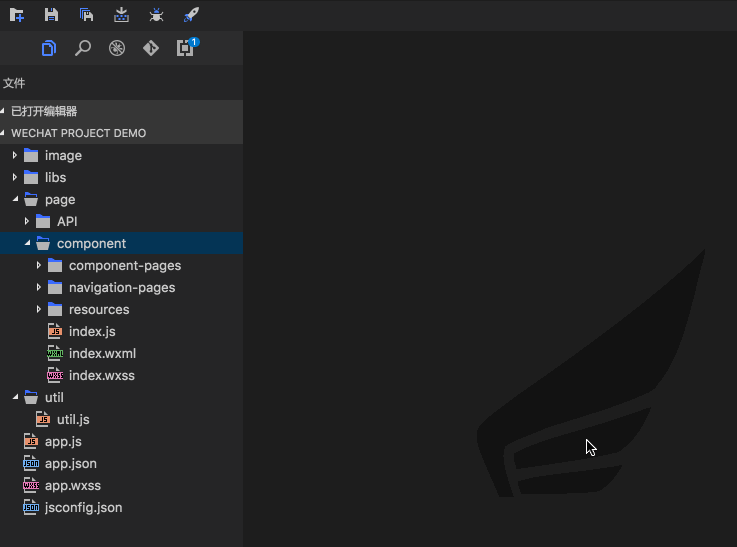 1
文件
已打开编辑器
WECHAT PROJECT DEMO
image
libs
page
API
component
component-pages
navigation-pages
resources
JS index.js
WXML index.wxml
WXSS index.wxss
util
JS util.js
JS app.js
JSON app.json
WXSS app.wxss
JSON jsconfig.json